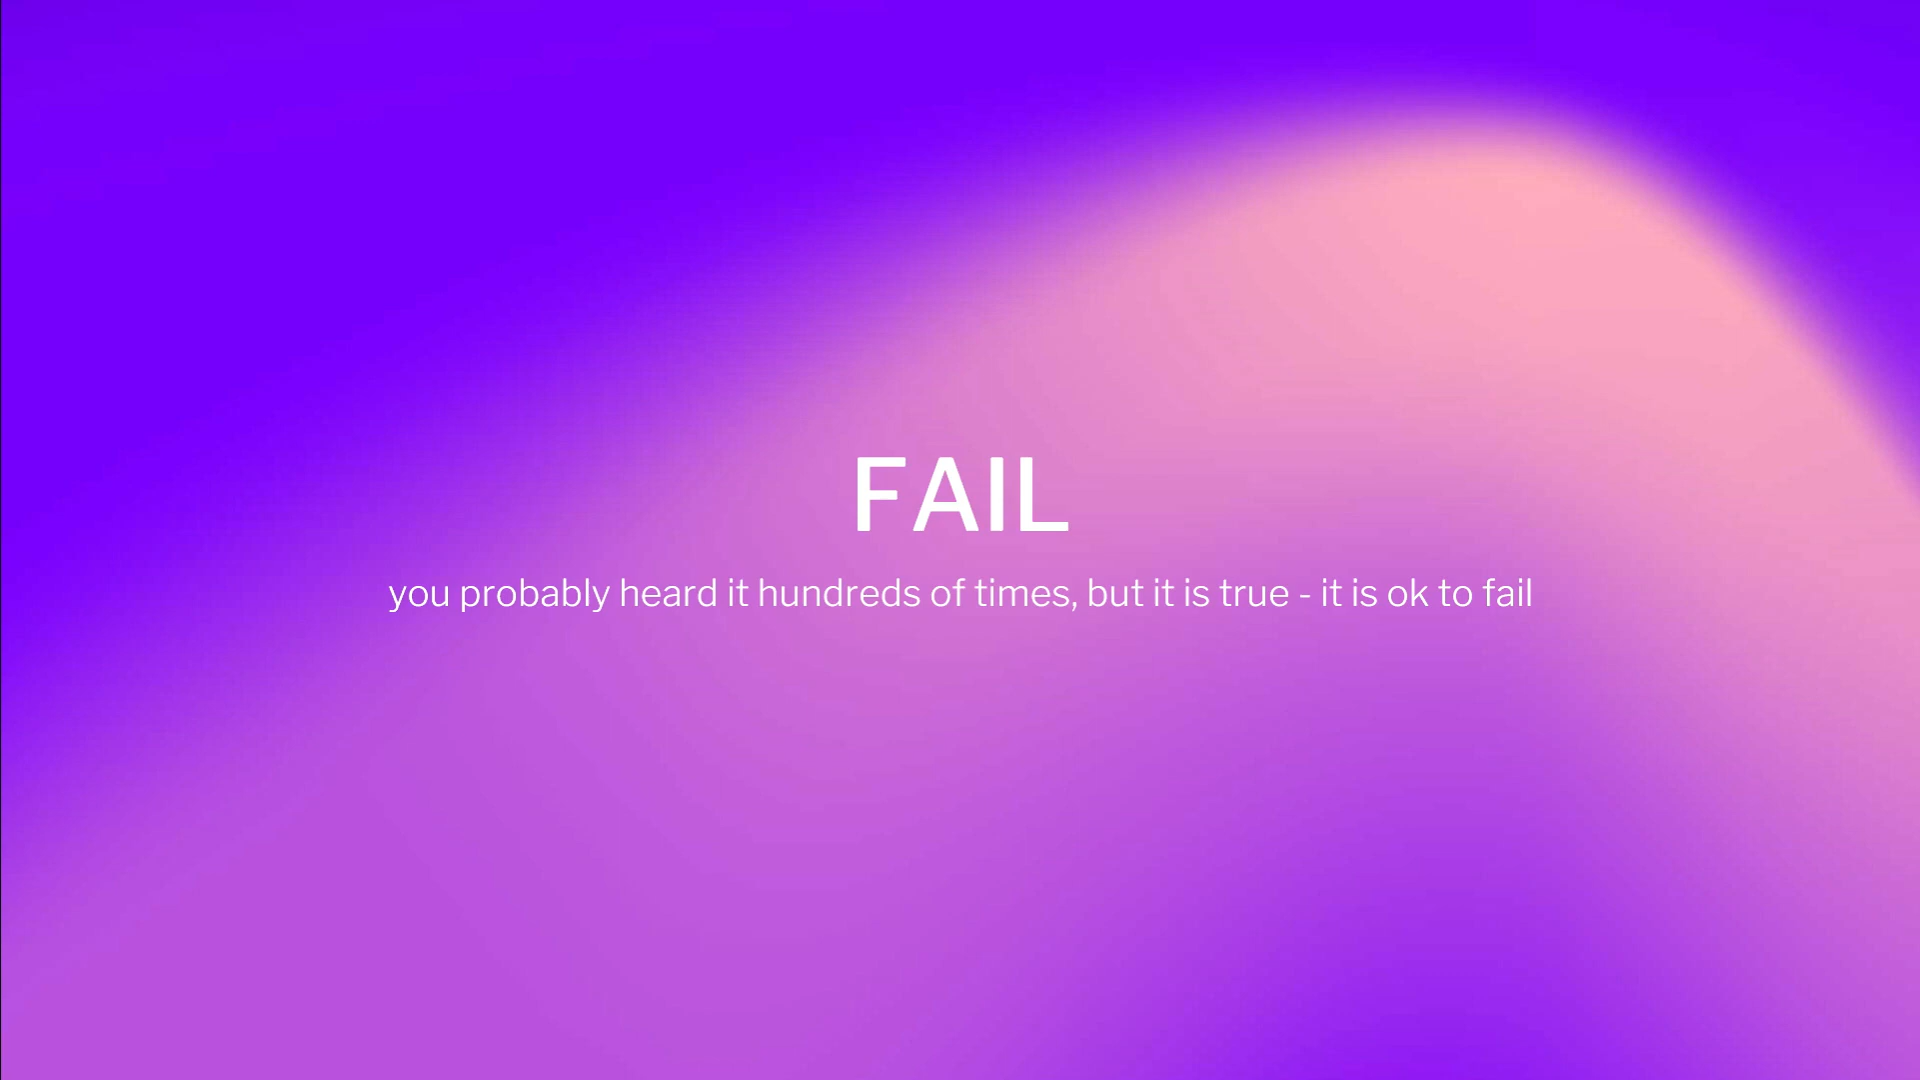 FAIL
you probably heard it hundreds of times, but it is true - it is ok to fail